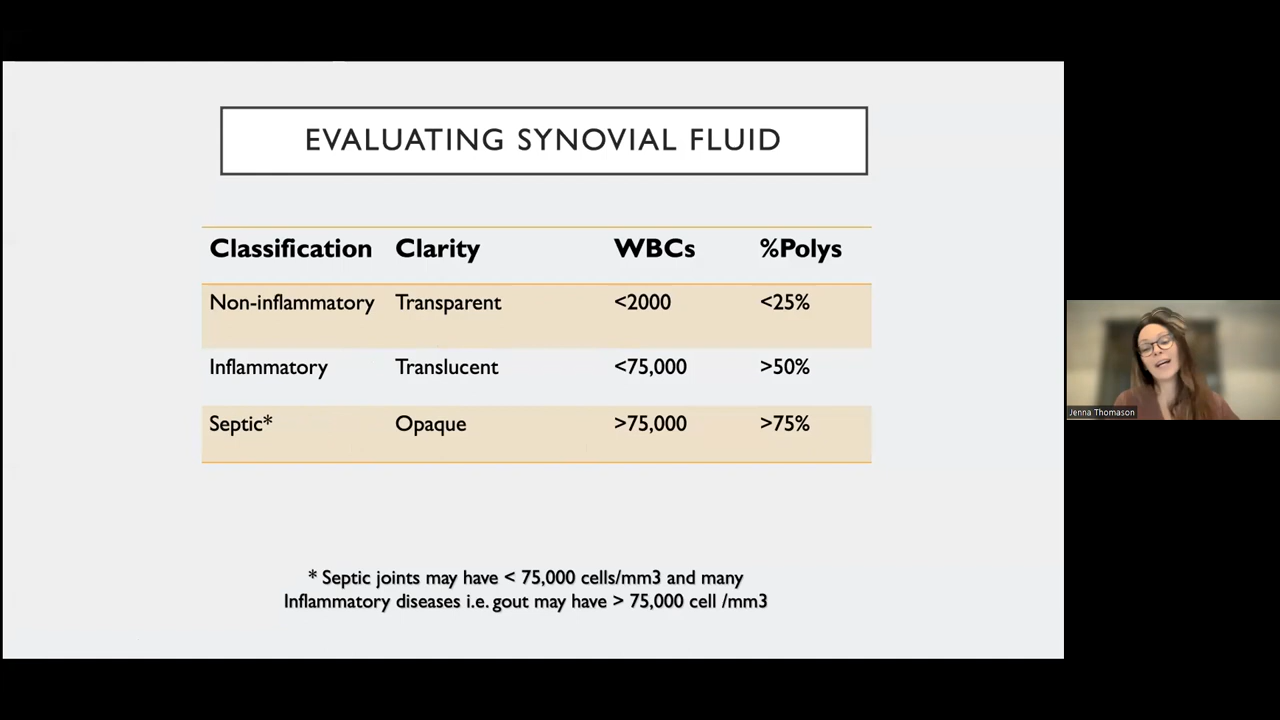 EVALUATING SYNOVIAL FLUID
Classification Clarity WBCs %Polys
Non-inflammatory Transparent <2000 <25%
Inflammatory Translucent <75,000 >50%
Septic* Opaque >75,000 >75%
* Septic joints may have < 75,000 cells/mm3 and many
Inflammatory diseases i.e. gout may have > 75,000 cell /mm3
Jenna Thomason